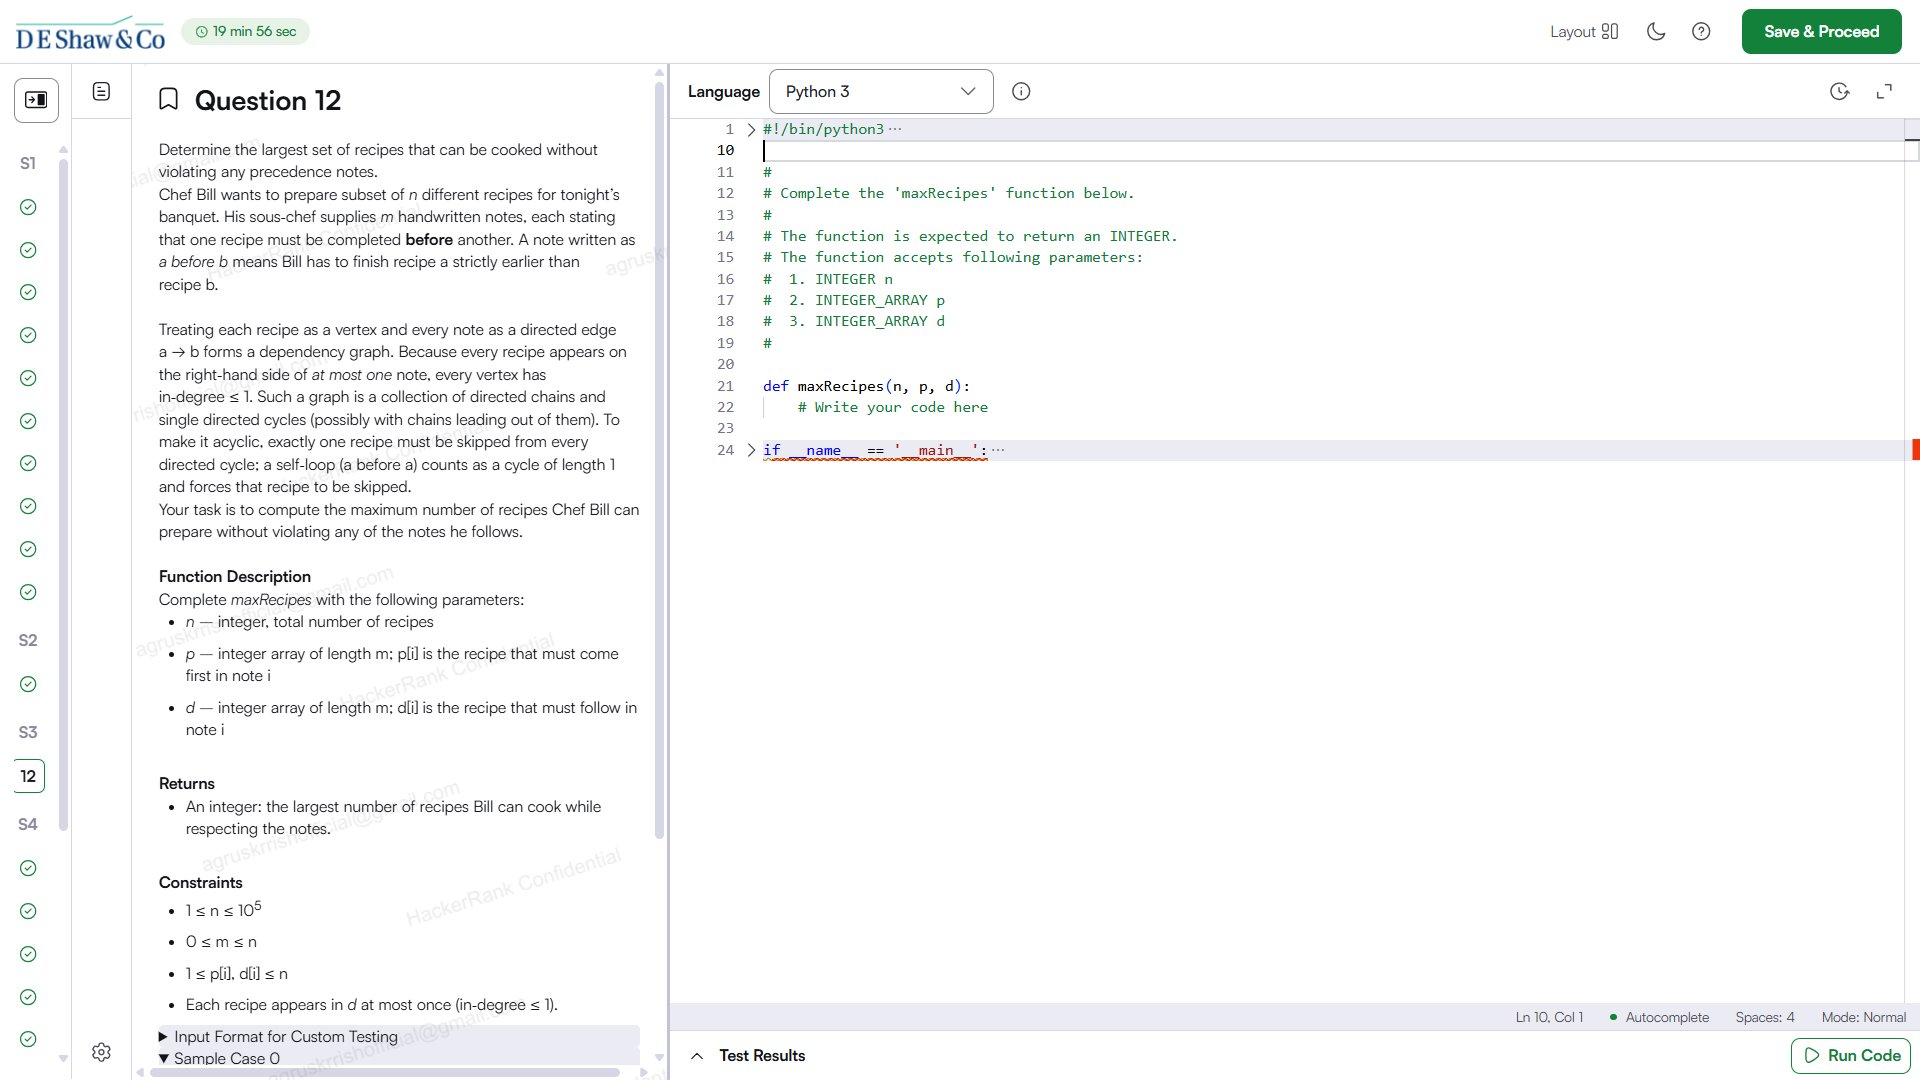 DE Shaw & Co
19 min 56 sec
Layout
Save & Proceed
S1
S2
S3
12
S4
Question 12
Determine the largest set of recipes that can be cooked without
violating any precedence notes.
Chef Bill wants to prepare subset of n different recipes for tonight's
banquet. His sous-chef supplies m handwritten notes, each stating
that one recipe must be completed before another. A note written as
a before b means Bill has to finish recipe a strictly earlier than
recipe b.
Treating each recipe as a vertex and every note as a directed edge
a → b forms a dependency graph. Because every recipe appears on
the right-hand side of at most one note, every vertex has
in-degree ≤ 1. Such a graph is a collection of directed chains and
single directed cycles (possibly with chains leading out of them). To
make it acyclic, exactly one recipe must be skipped from every
directed cycle; a self-loop (a before a) counts as a cycle of length 1
and forces that recipe to be skipped.
Your task is to compute the maximum number of recipes Chef Bill can
prepare without violating any of the notes he follows.
Function Description
Complete maxRecipes with the following parameters:
• n — integer, total number of recipes
• p — integer array of length m; p[i] is the recipe that must come
first in note i
• d — integer array of length m; d[i] is the recipe that must follow in
note i
Returns
• An integer: the largest number of recipes Bill can cook while
respecting the notes.
Constraints
• 1 ≤ n ≤ 10^5
• 0 ≤ m ≤ n
• 1 ≤ p[i], d[i] ≤ n
• Each recipe appears in d at most once (in-degree ≤ 1).
▶ Input Format for Custom Testing
▼ Sample Case 0
HackerRank Confidential
agruskrrishofficial@gmail.com
Language
Python 3
1 #!/bin/python3 ···
10
11 #
12 # Complete the 'maxRecipes' function below.
13 #
14 # The function is expected to return an INTEGER.
15 # The function accepts following parameters:
16 #  1. INTEGER n
17 #  2. INTEGER_ARRAY p
18 #  3. INTEGER_ARRAY d
19 #
20
21 def maxRecipes(n, p, d):
22     # Write your code here
23
24 if __name__ == '__main__': ···
Ln 10, Col 1
Autocomplete
Spaces: 4
Mode: Normal
Test Results
Run Code